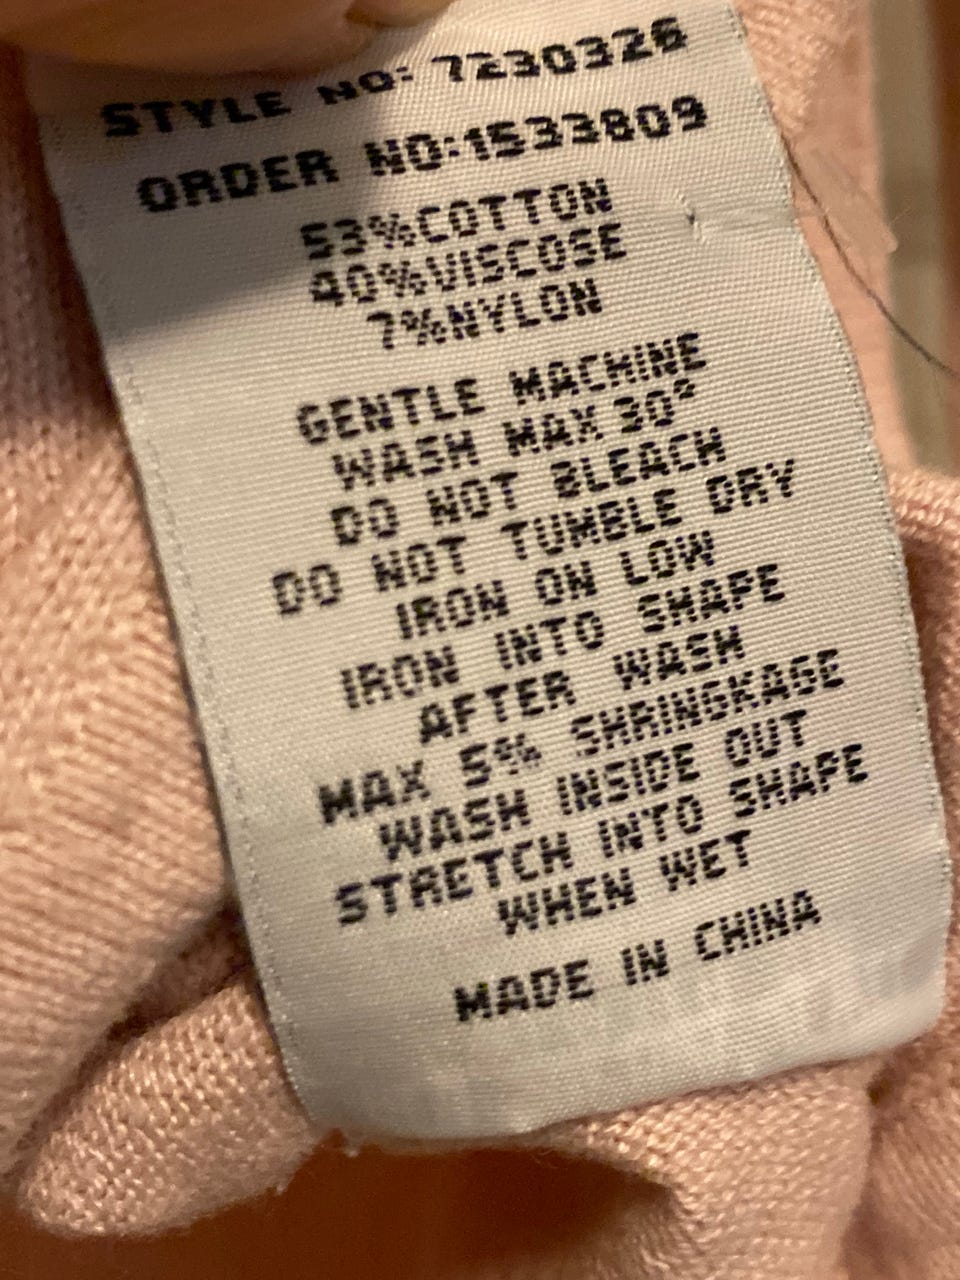 STYLE NO: 7230326
ORDER NO:1533809
53%COTTON
40%VISCOSE
7%NYLON
GENTLE MACHINE
WASH MAX 30°
DO NOT BLEACH
DO NOT TUMBLE DRY
IRON ON LOW
IRON INTO SHAPE
AFTER WASH
MAX 5% SHRINGKAGE
WASH INSIDE OUT
STRETCH INTO SHAPE
WHEN WET
MADE IN CHINA